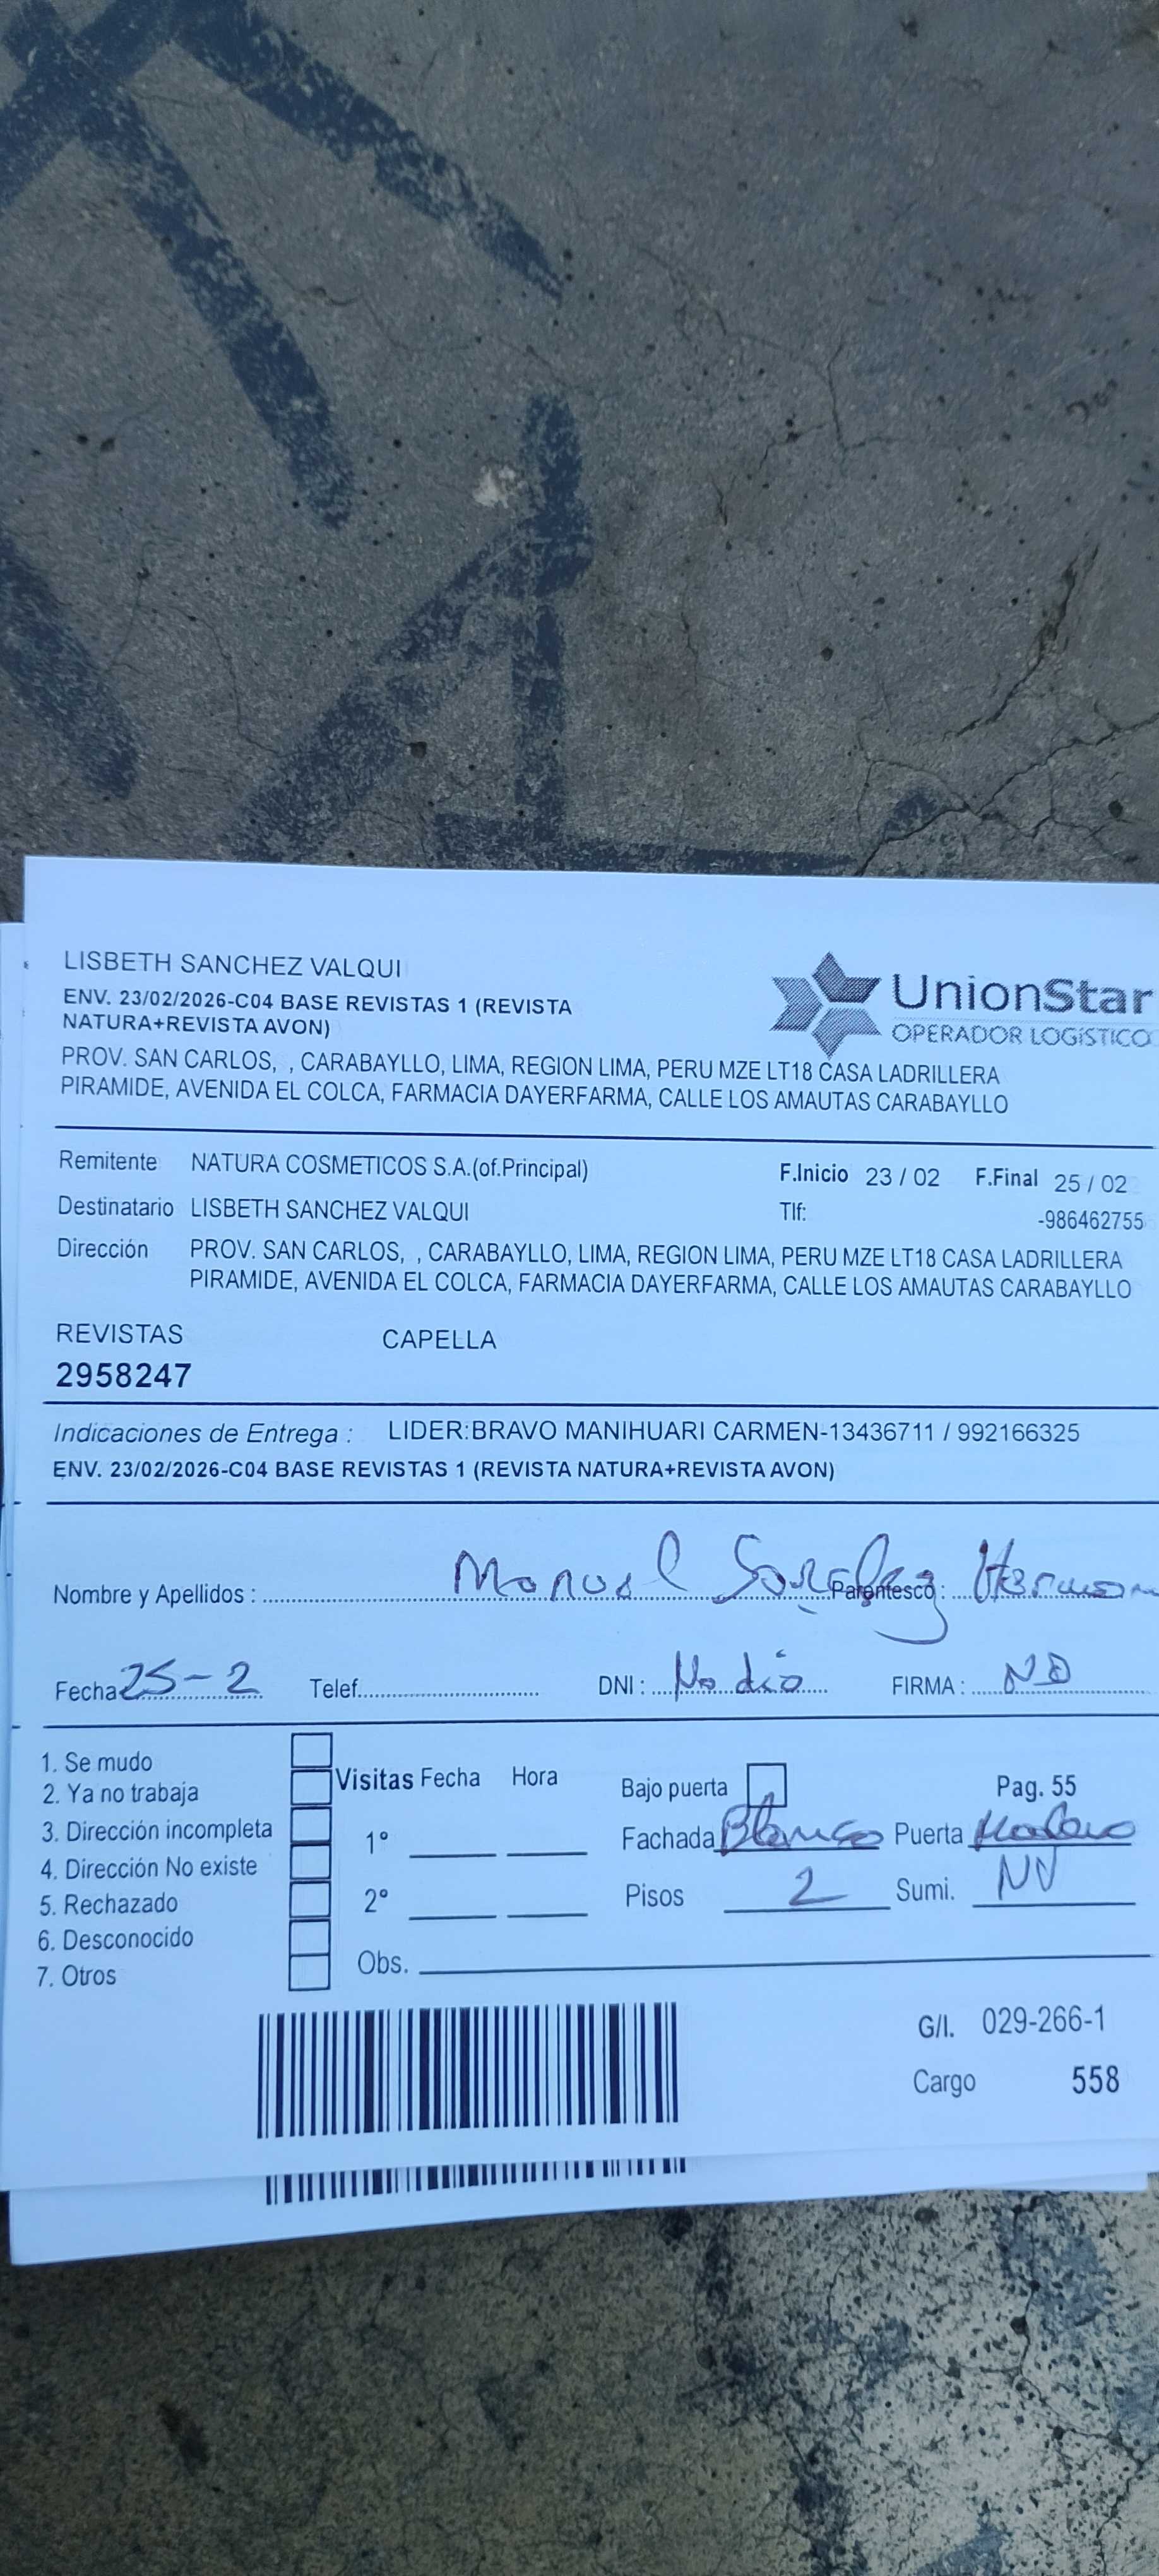 LISBETH SANCHEZ VALQUI
ENV. 23/02/2026-C04 BASE REVISTAS 1 (REVISTA
NATURA+REVISTA AVON)
PROV. SAN CARLOS, , CARABAYLLO, LIMA, REGION LIMA, PERU MZE LT18 CASA LADRILLERA
PIRAMIDE, AVENIDA EL COLCA, FARMACIA DAYERFARMA, CALLE LOS AMAUTAS CARABAYLLO
UnionStar
OPERADOR LOGÍSTICO
Remitente NATURA COSMETICOS S.A.(of.Principal) F.Inicio 23 / 02 F.Final 25 / 02
Destinatario LISBETH SANCHEZ VALQUI Tlf: -986462755
Dirección PROV. SAN CARLOS, , CARABAYLLO, LIMA, REGION LIMA, PERU MZE LT18 CASA LADRILLERA
PIRAMIDE, AVENIDA EL COLCA, FARMACIA DAYERFARMA, CALLE LOS AMAUTAS CARABAYLLO
REVISTAS CAPELLA
2958247
Indicaciones de Entrega : LIDER:BRAVO MANIHUARI CARMEN-13436711 / 992166325
ENV. 23/02/2026-C04 BASE REVISTAS 1 (REVISTA NATURA+REVISTA AVON)
Nombre y Apellidos : Manuel Parentesco :
Fecha 25-2 Telef. DNI : No dio FIRMA : ND
1. Se mudo
2. Ya no trabaja
3. Dirección incompleta
4. Dirección No existe
5. Rechazado
6. Desconocido
7. Otros
Visitas Fecha Hora
1º
2º
Obs.
Bajo puerta Pag. 55
Fachada Blanco Puerta
Pisos 2 Sumi. NV
G/I. 029-266-1
Cargo 558